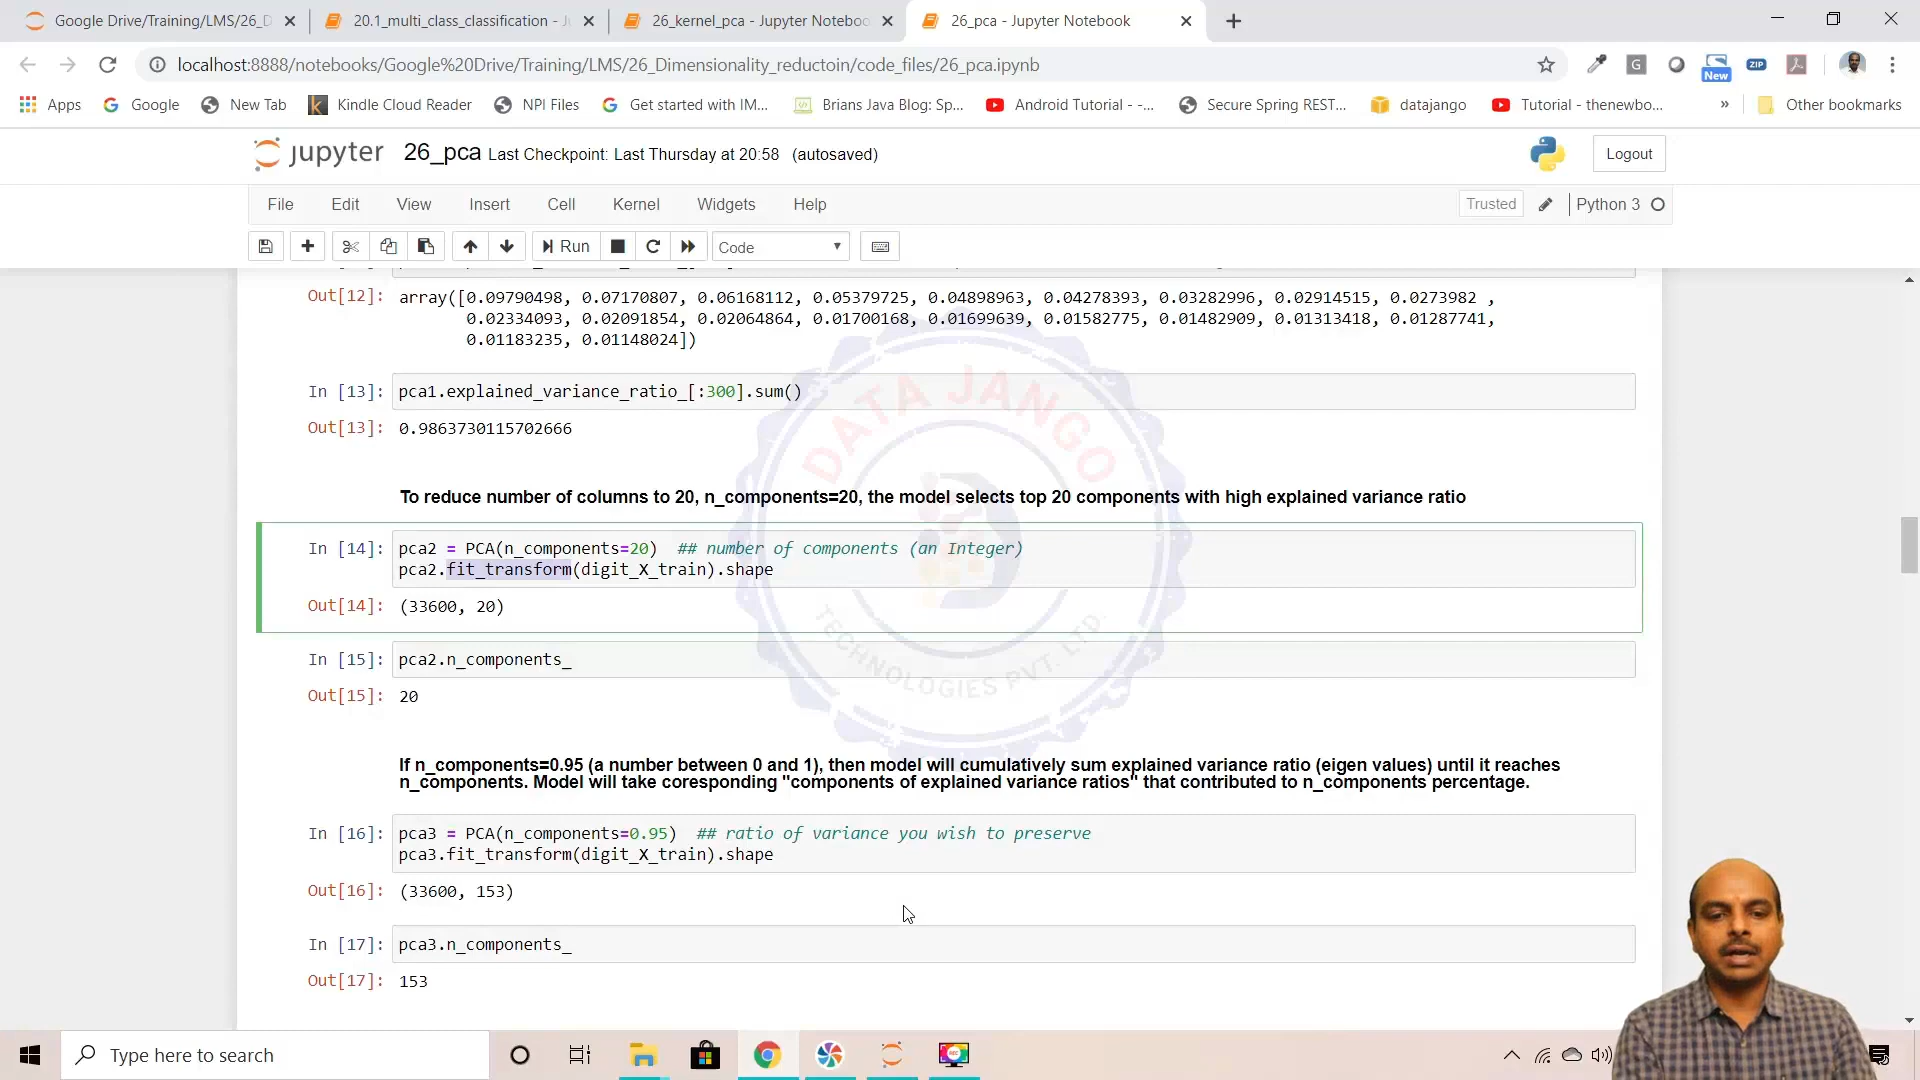 Google Drive/Training/LMS/26_D
20.1_multi_class_classification - J
26_kernel_pca - Jupyter Notebook
26_pca - Jupyter Notebook
localhost:8888/notebooks/Google%20Drive/Training/LMS/26_Dimensionality_reductoin/code_files/26_pca.ipynb
G
New
ZIP
Apps
Google
New Tab
Kindle Cloud Reader
NPI Files
Get started with IM...
Brians Java Blog: Sp...
Android Tutorial - -...
Secure Spring REST...
datajango
Tutorial - thenewbo...
»
Other bookmarks
jupyter
26_pca Last Checkpoint: Last Thursday at 20:58 (autosaved)
Logout
File
Edit
View
Insert
Cell
Kernel
Widgets
Help
Trusted
Python 3
Run
Code
Out[12]: array([0.09790498, 0.07170807, 0.06168112, 0.05379725, 0.04898963, 0.04278393, 0.03282996, 0.02914515, 0.0273982 ,
0.02334093, 0.02091854, 0.02064864, 0.01700168, 0.01699639, 0.01582775, 0.01482909, 0.01313418, 0.01287741,
0.01183235, 0.01148024])
In [13]: pca1.explained_variance_ratio_[:300].sum()
Out[13]: 0.9863730115702666
DATA JANGO
TECHNOLOGIES PVT. LTD.
To reduce number of columns to 20, n_components=20, the model selects top 20 components with high explained variance ratio
In [14]: pca2 = PCA(n_components=20)  ## number of components (an Integer)
pca2.fit_transform(digit_X_train).shape
Out[14]: (33600, 20)
In [15]: pca2.n_components_
Out[15]: 20
If n_components=0.95 (a number between 0 and 1), then model will cumulatively sum explained variance ratio (eigen values) until it reaches
n_components. Model will take coresponding "components of explained variance ratios" that contributed to n_components percentage.
In [16]: pca3 = PCA(n_components=0.95)  ## ratio of variance you wish to preserve
pca3.fit_transform(digit_X_train).shape
Out[16]: (33600, 153)
In [17]: pca3.n_components_
Out[17]: 153
Type here to search